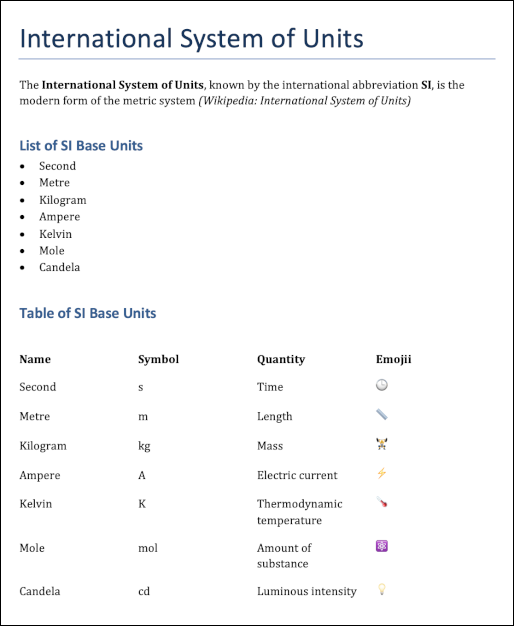 International System of Units
The International System of Units, known by the international abbreviation SI, is the
modern form of the metric system (Wikipedia: International System of Units)
List of SI Base Units
• Second
• Metre
• Kilogram
• Ampere
• Kelvin
• Mole
• Candela
Table of SI Base Units
Name Symbol Quantity Emojii
Second s Time 🕒
Metre m Length 📏
Kilogram kg Mass 🏋
Ampere A Electric current ⚡
Kelvin K Thermodynamic 🌡
temperature
Mole mol Amount of ⚛
substance
Candela cd Luminous intensity 💡